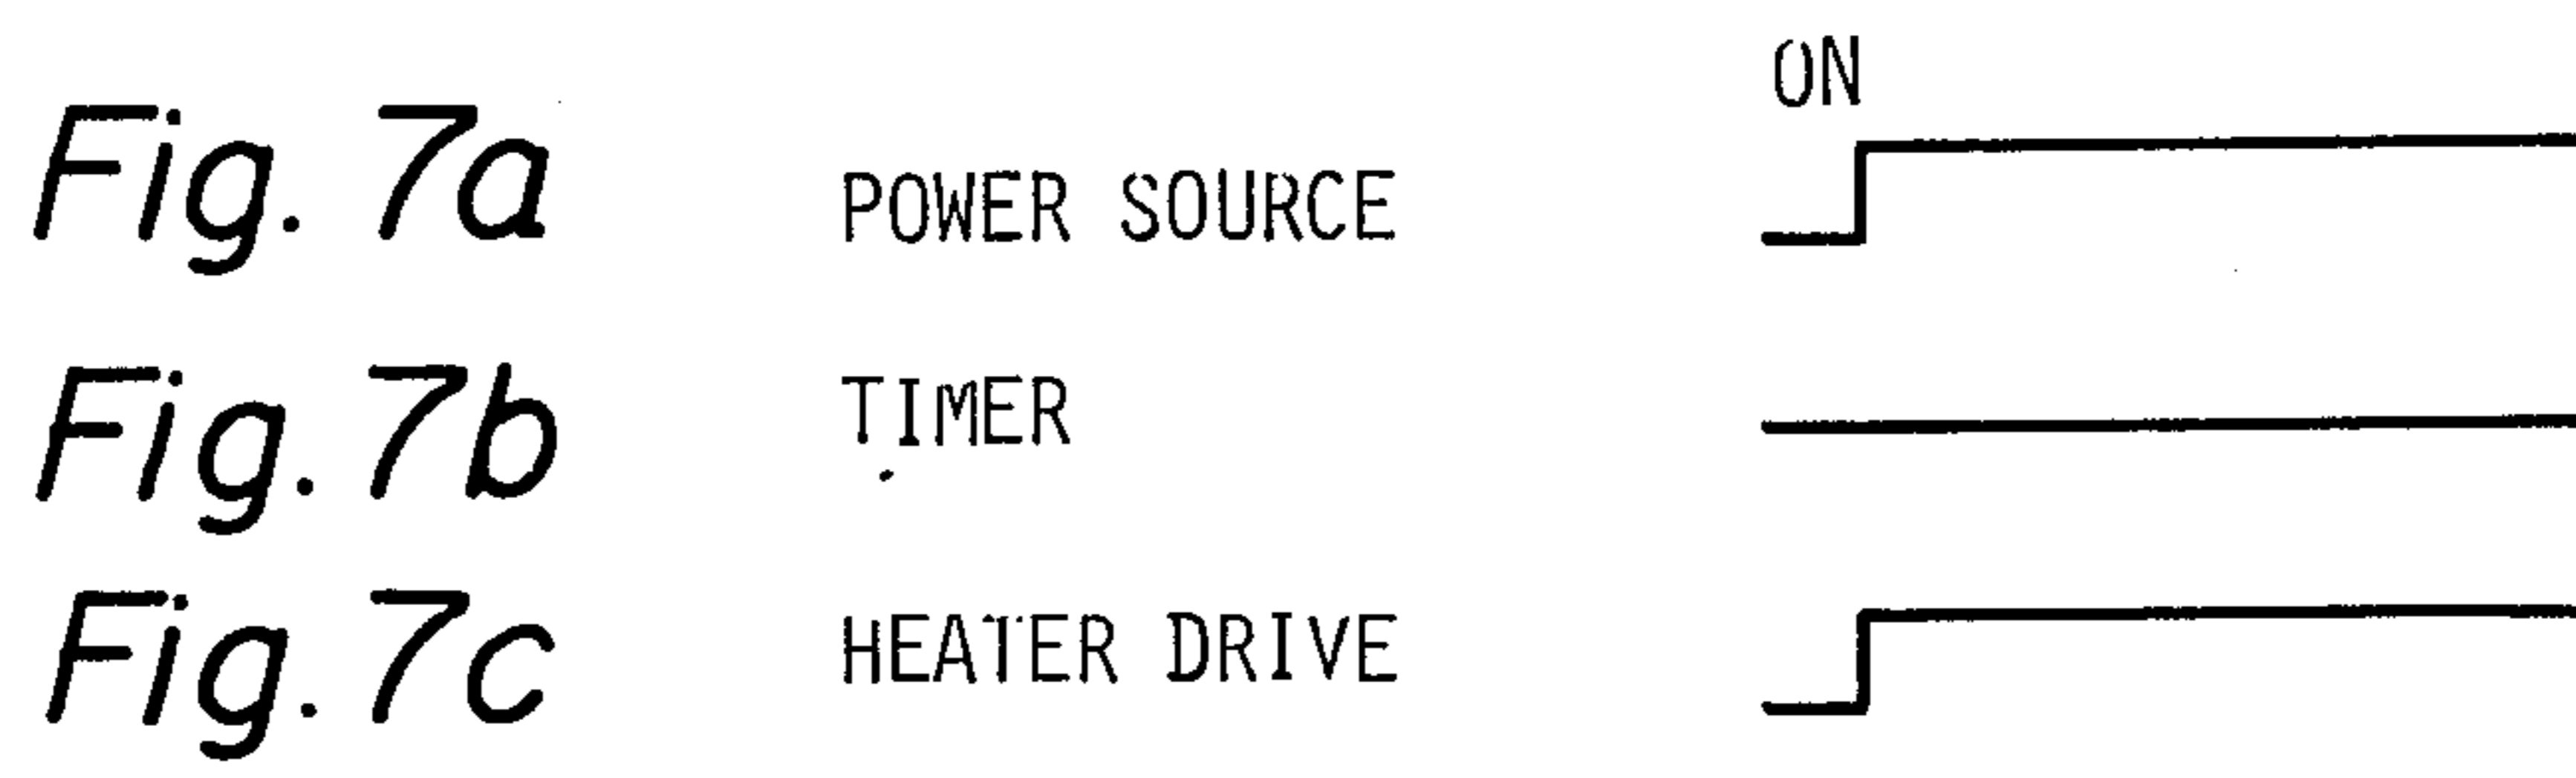 ON
Fig. 7a POWER SOURCE
Fig. 7b TIMER
Fig. 7c HEATER DRIVE